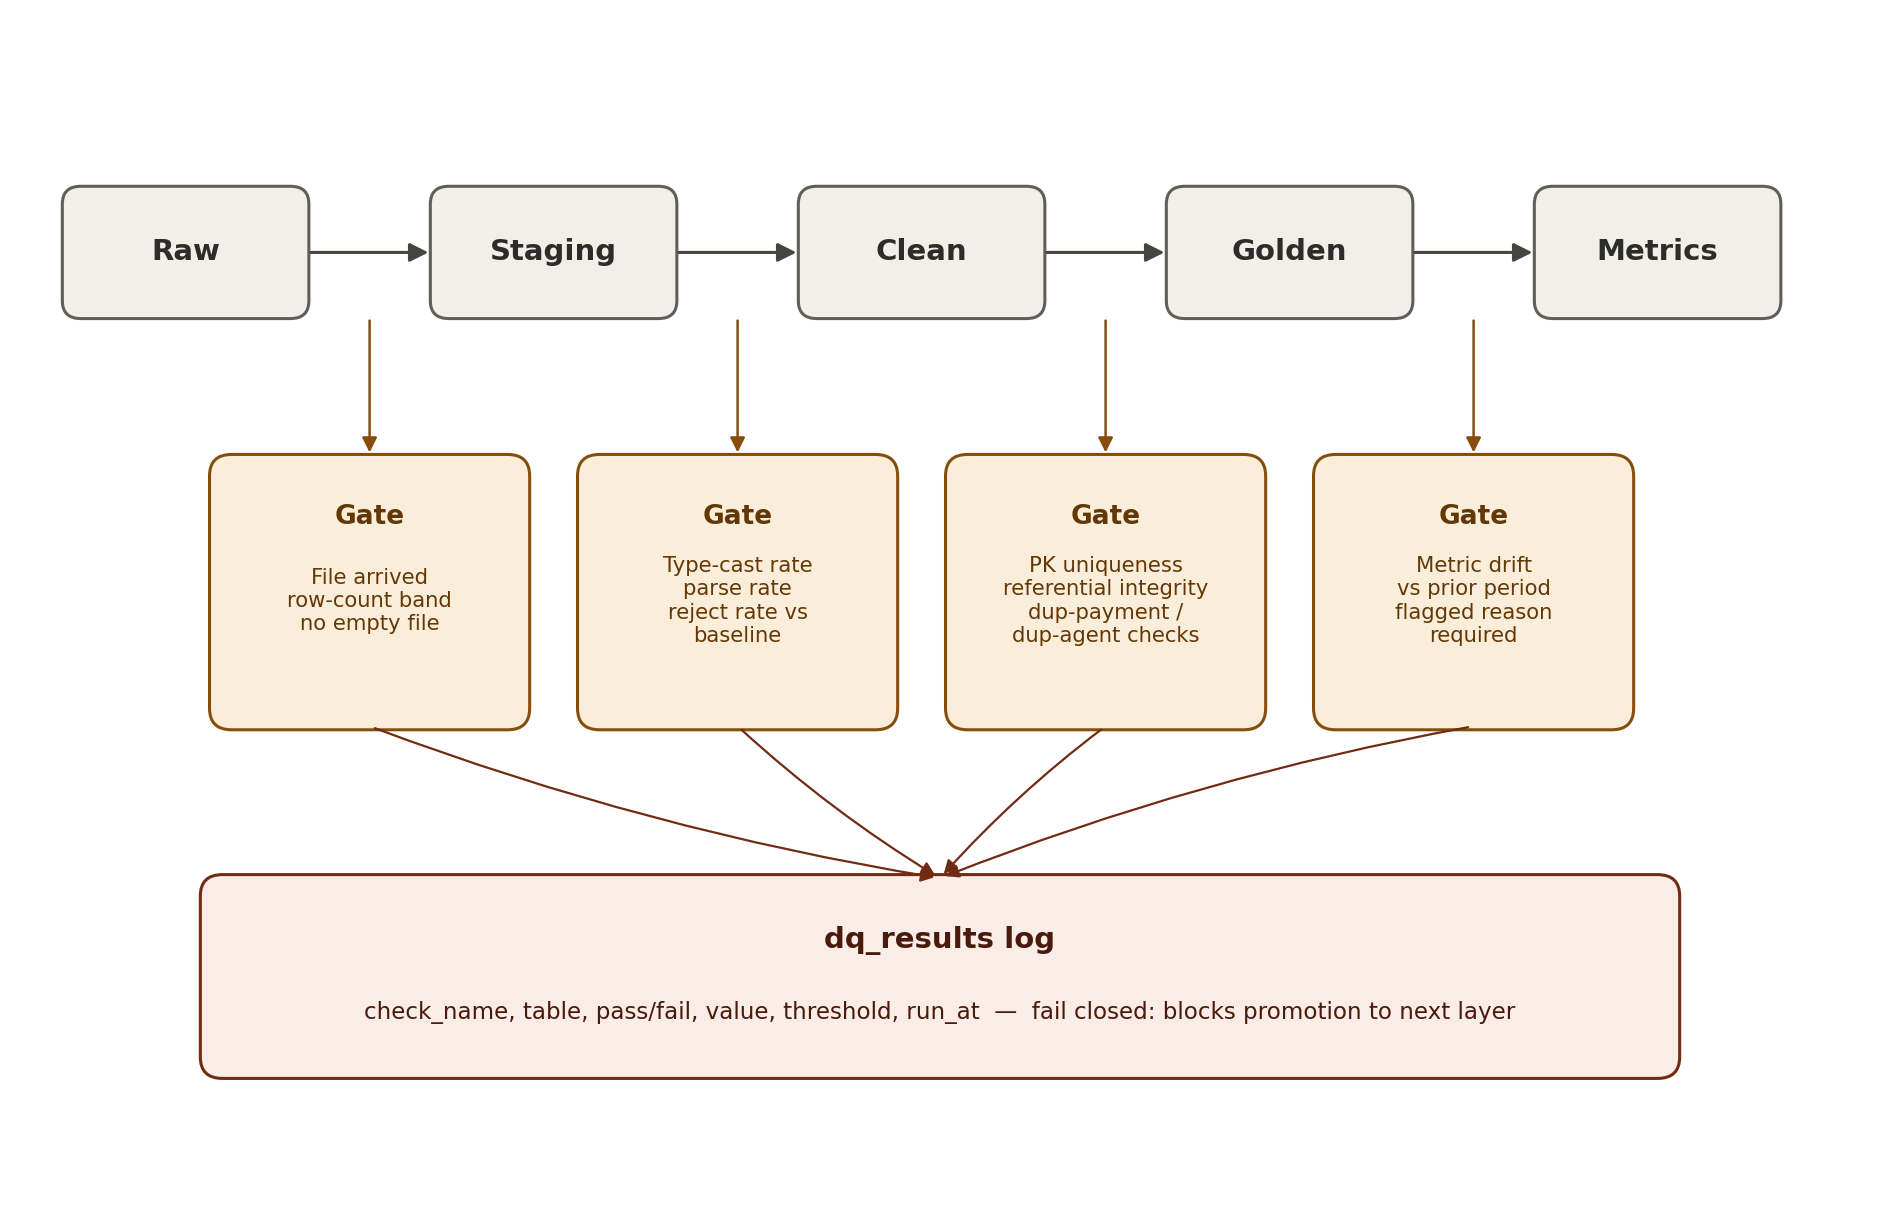 Raw
Staging
Clean
Golden
Metrics
Gate
File arrived
row-count band
no empty file
Gate
Type-cast rate
parse rate
reject rate vs
baseline
Gate
PK uniqueness
referential integrity
dup-payment /
dup-agent checks
Gate
Metric drift
vs prior period
flagged reason
required
dq_results log
check_name, table, pass/fail, value, threshold, run_at — fail closed: blocks promotion to next layer